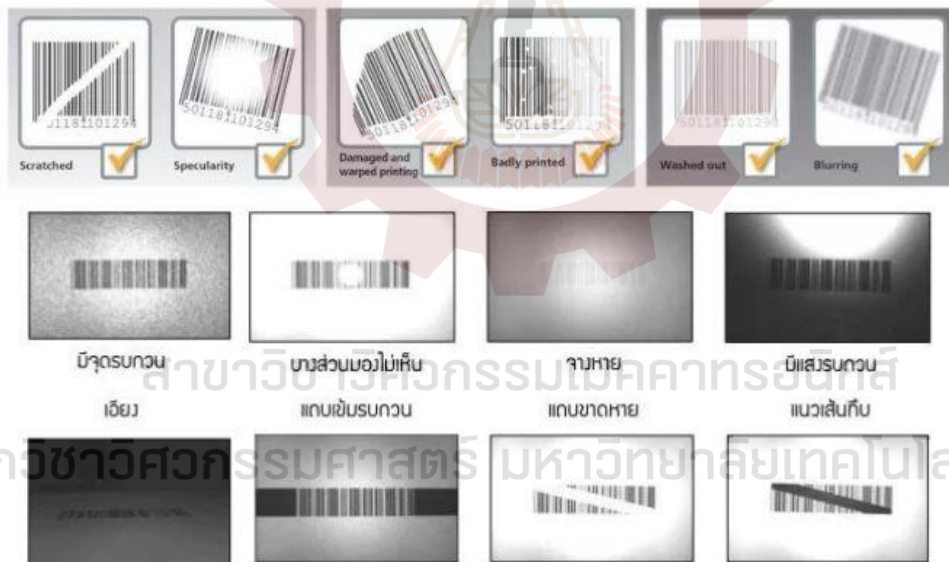 501181101294
501181101294
501181101294
501181
Scratched
Specularity
Damaged and
warped printing
Badly printed
Washed out
Blurring
มีจุดรบกวน
บางส่วนมองไม่เห็น
จางหาย
มีแสงรบกวน
สาขาวิชาวิศวกรรมเมคคาทรอนิกส์
เอียง
แถบเข้มรบกวน
แถบขาดหาย
แนวเส้นทึบ
วิชาวิศวกรรมศาสตร์ มหาวิทยาลัยเทคโนโล